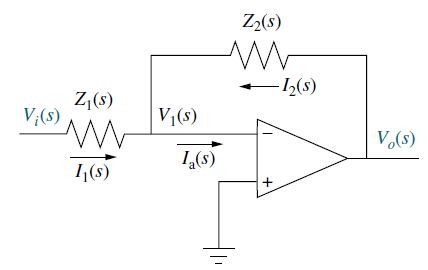 Z₂(s)
I₂(s)
Z₁(s)
Vᵢ(s)
V₁(s)
−
Vₒ(s)
Iₐ(s)
I₁(s)
+